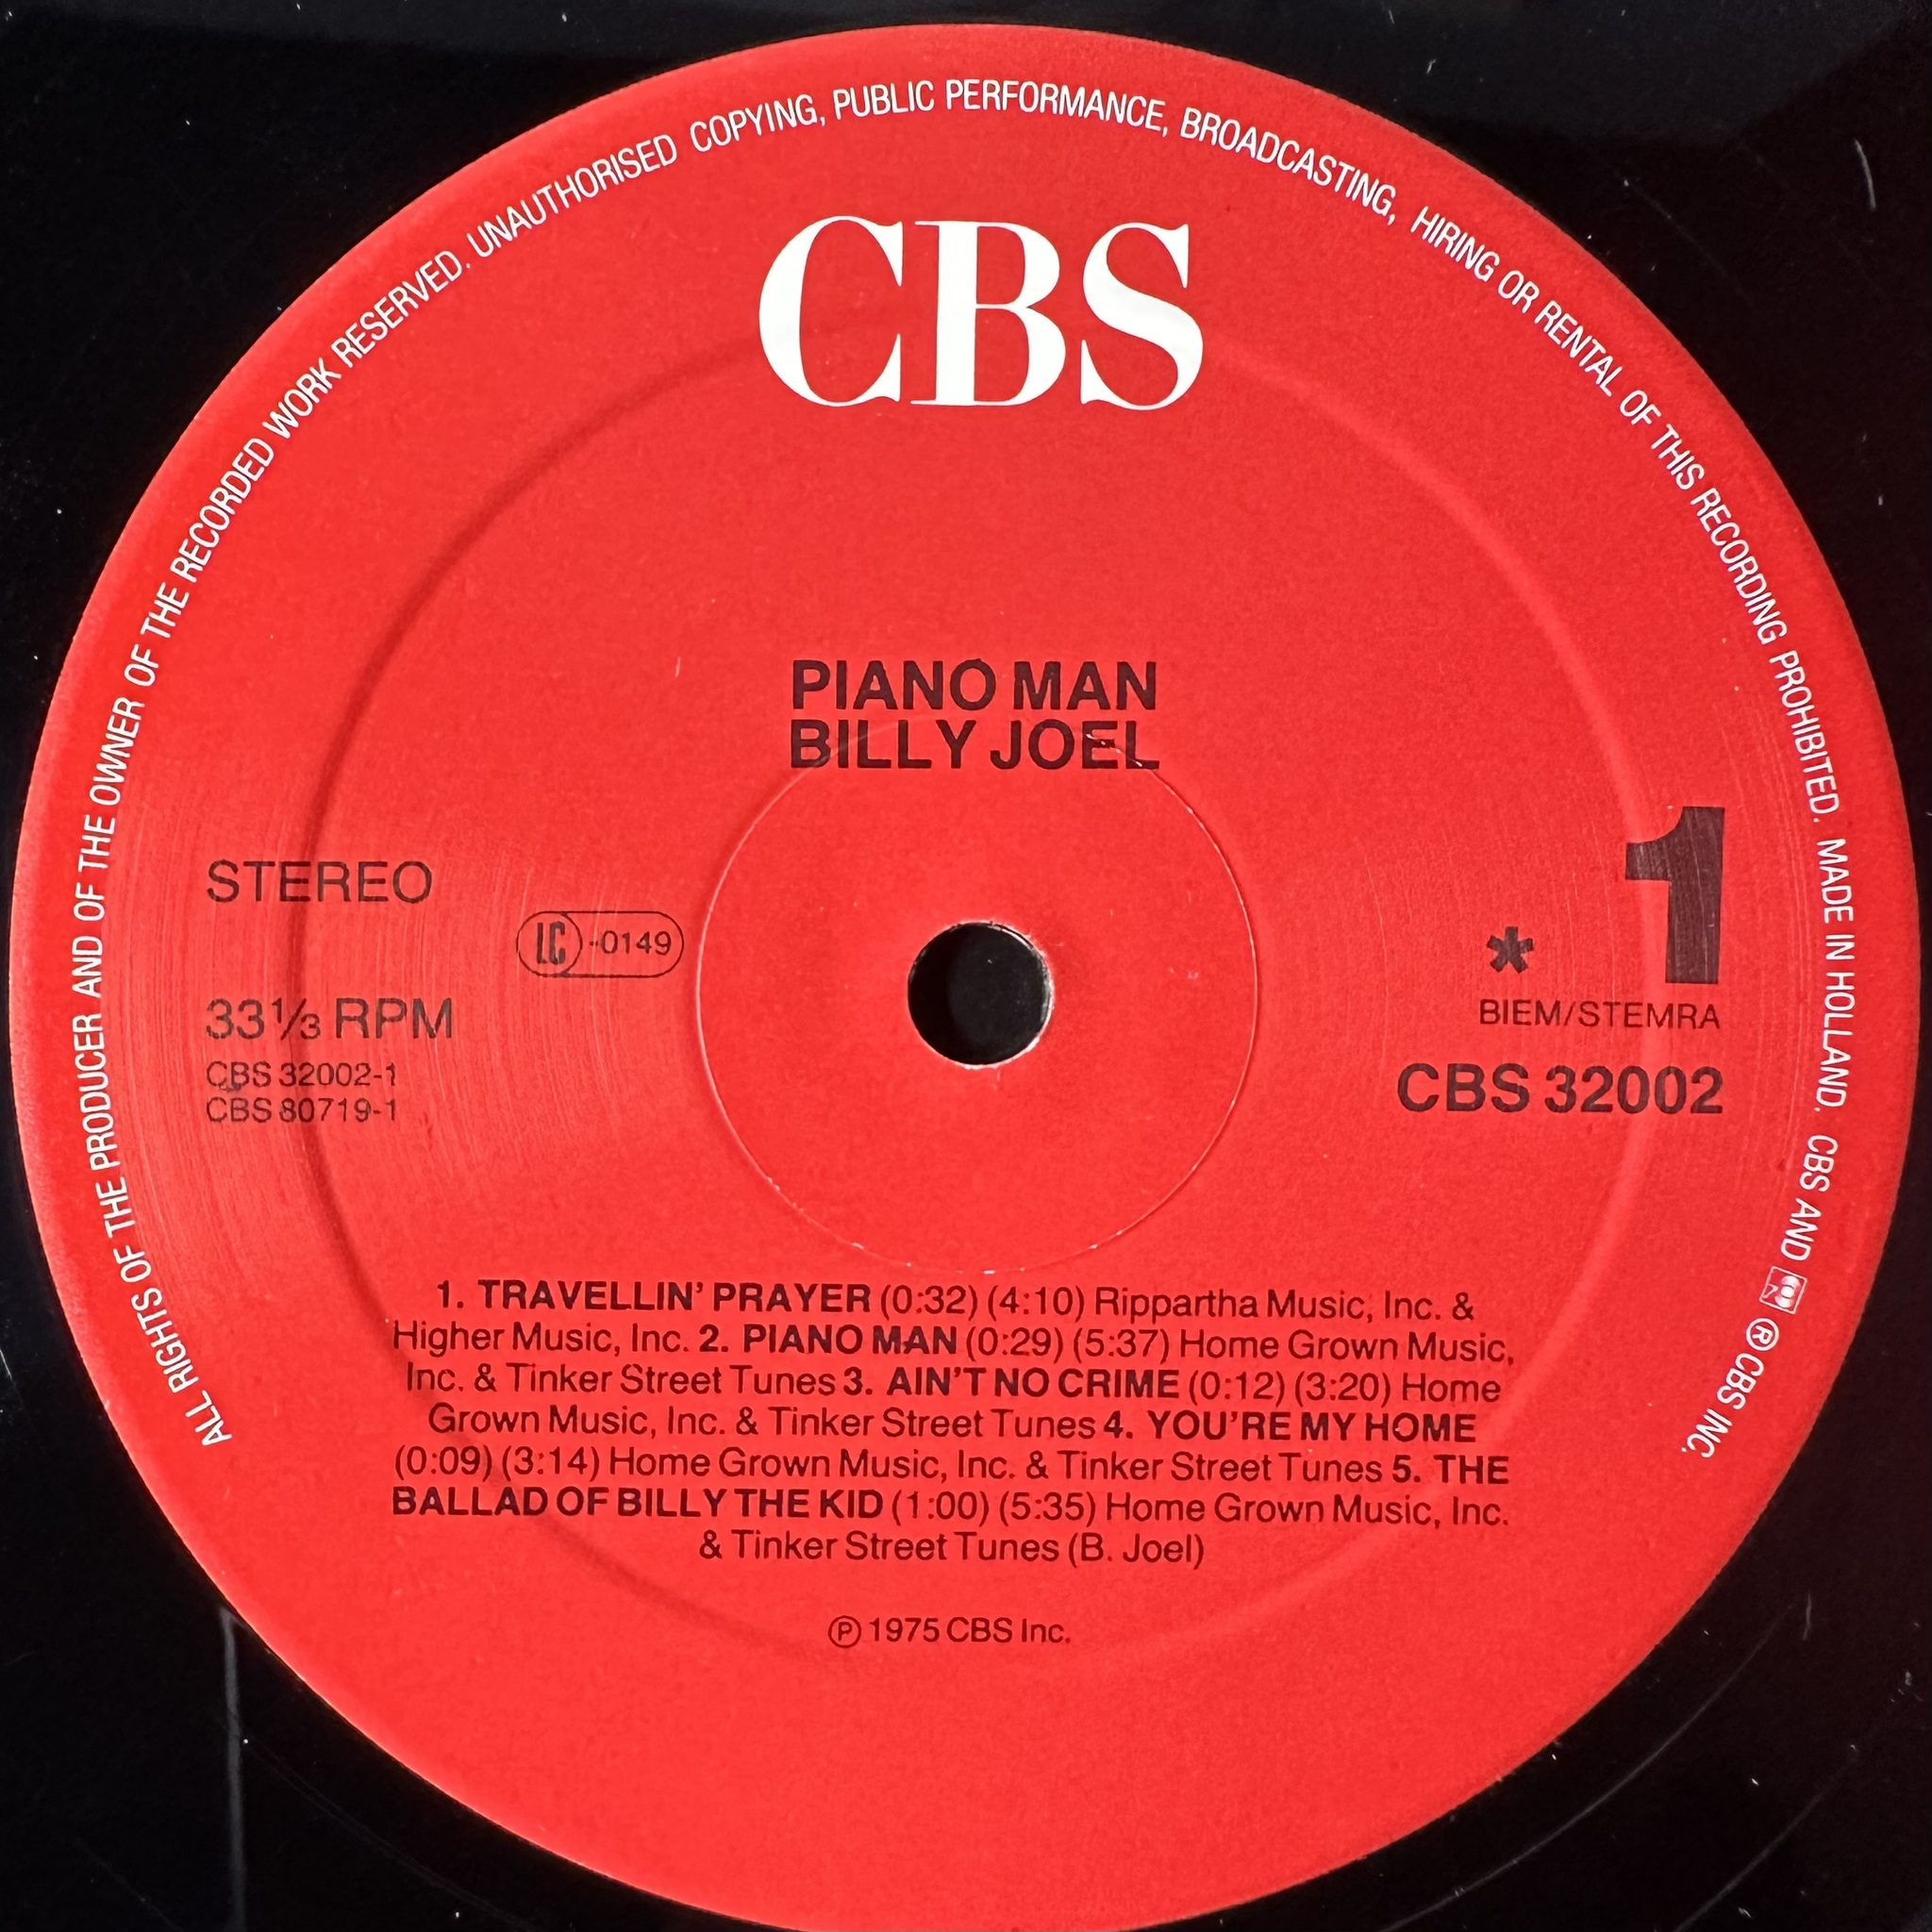 ALL RIGHTS OF THE PRODUCER AND OF THE OWNER OF THE RECORDED WORK RESERVED. UNAUTHORISED COPYING, PUBLIC PERFORMANCE, BROADCASTING, HIRING OR RENTAL OF THIS RECORDING PROHIBITED. MADE IN HOLLAND. CBS AND ® CBS INC.
CBS
PIANO MAN
BILLY JOEL
STEREO
LC -0149
33⅓ RPM
CBS 32002-1
CBS 80719-1
1
*
BIEM/STEMRA
CBS 32002
1. TRAVELLIN' PRAYER (0:32) (4:10) Rippartha Music, Inc. &
Higher Music, Inc. 2. PIANO MAN (0:29) (5:37) Home Grown Music,
Inc. & Tinker Street Tunes 3. AIN'T NO CRIME (0:12) (3:20) Home
Grown Music, Inc. & Tinker Street Tunes 4. YOU'RE MY HOME
(0:09) (3:14) Home Grown Music, Inc. & Tinker Street Tunes 5. THE
BALLAD OF BILLY THE KID (1:00) (5:35) Home Grown Music, Inc.
& Tinker Street Tunes (B. Joel)
℗ 1975 CBS Inc.